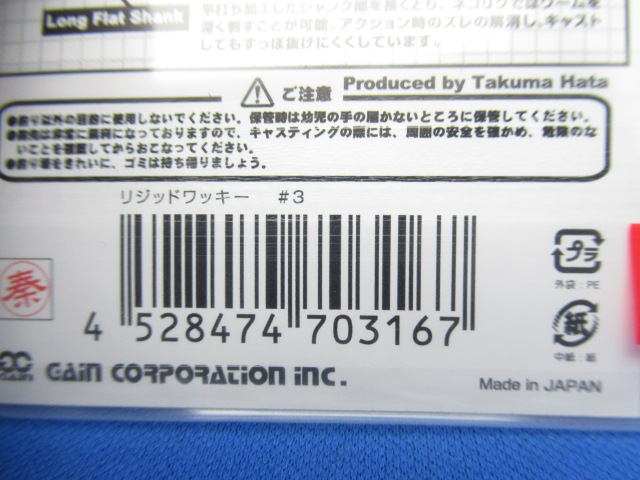 平打ち加工したシャンク部を長くとり、ネコリグではワームを
深く刺すことが可能。アクション時のズレの解消し、キャスト
してもすっぽ抜けにくくしています。
Long Flat Shank
ご注意
Produced by Takuma Hata
●釣り以外の目的に使用しないでください。保管時は幼児の手の届かないところに保管してください。
●鈎先は非常に鋭利になっておりますので、キャスティングの際には、周囲の安全を確かめ、危険のな
いことを確認してからおこなってください。
●釣り場をきれいに、ゴミは持ち帰りましょう。
リジッドワッキー #3
プラ
外袋:PE
秦
紙
中紙:紙
4 528474 703167
GAIN
GAIN CORPORATION INC.
Made in JAPAN